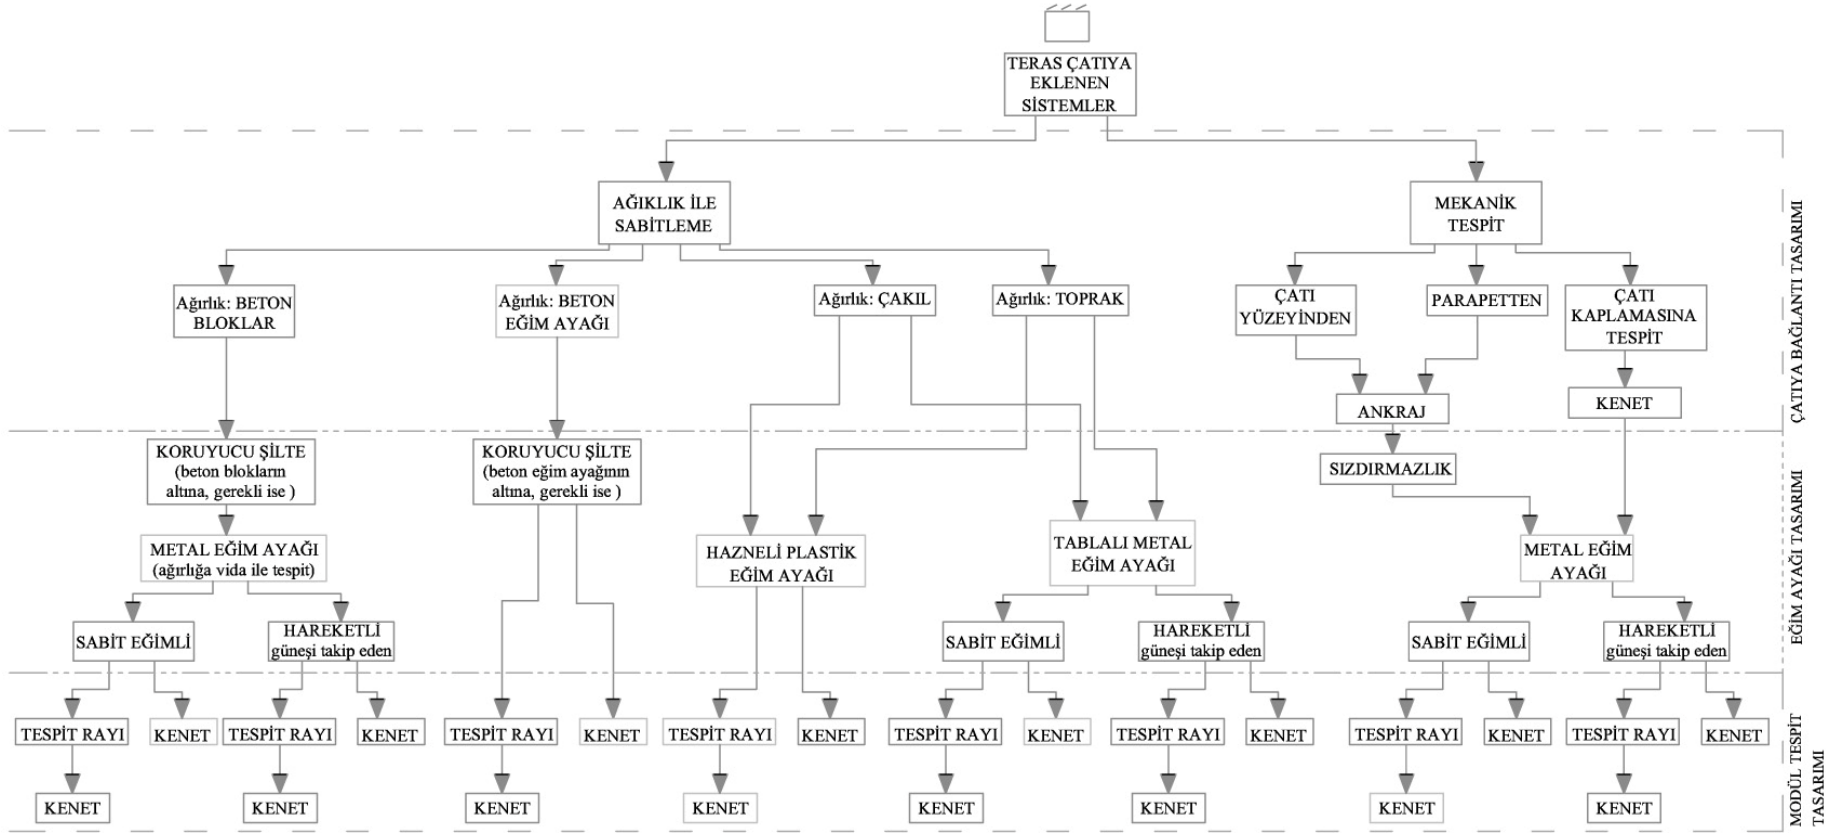 TERAS ÇATIYA
EKLENEN
SİSTEMLER
AĞIKLIK İLE
SABİTLEME
MEKANİK
TESPİT
Ağırlık: BETON
BLOKLAR
Ağırlık: BETON
EĞİM AYAĞI
Ağırlık: ÇAKIL
Ağırlık: TOPRAK
ÇATI
YÜZEYİNDEN
PARAPETTEN
ÇATI
KAPLAMASINA
TESPİT
ANKRAJ
KENET
ÇATIYA BAĞLANTI TASARIMI
KORUYUCU ŞİLTE
(beton blokların
altına, gerekli ise )
KORUYUCU ŞİLTE
(beton eğim ayağının
altına, gerekli ise )
SIZDIRMAZLIK
METAL EĞİM AYAĞI
(ağırlığa vida ile tespit)
HAZNELİ PLASTİK
EĞİM AYAĞI
TABLALI METAL
EĞİM AYAĞI
METAL EĞİM
AYAĞI
SABİT EĞİMLİ
HAREKETLİ
güneşi takip eden
SABİT EĞİMLİ
HAREKETLİ
güneşi takip eden
SABİT EĞİMLİ
HAREKETLİ
güneşi takip eden
EĞİM AYAĞI TASARIMI
TESPİT RAYI
KENET
TESPİT RAYI
KENET
TESPİT RAYI
KENET
TESPİT RAYI
KENET
TESPİT RAYI
KENET
TESPİT RAYI
KENET
TESPİT RAYI
KENET
TESPİT RAYI
KENET
KENET
KENET
KENET
KENET
KENET
KENET
KENET
KENET
MODÜL TESPİT
TASARIMI